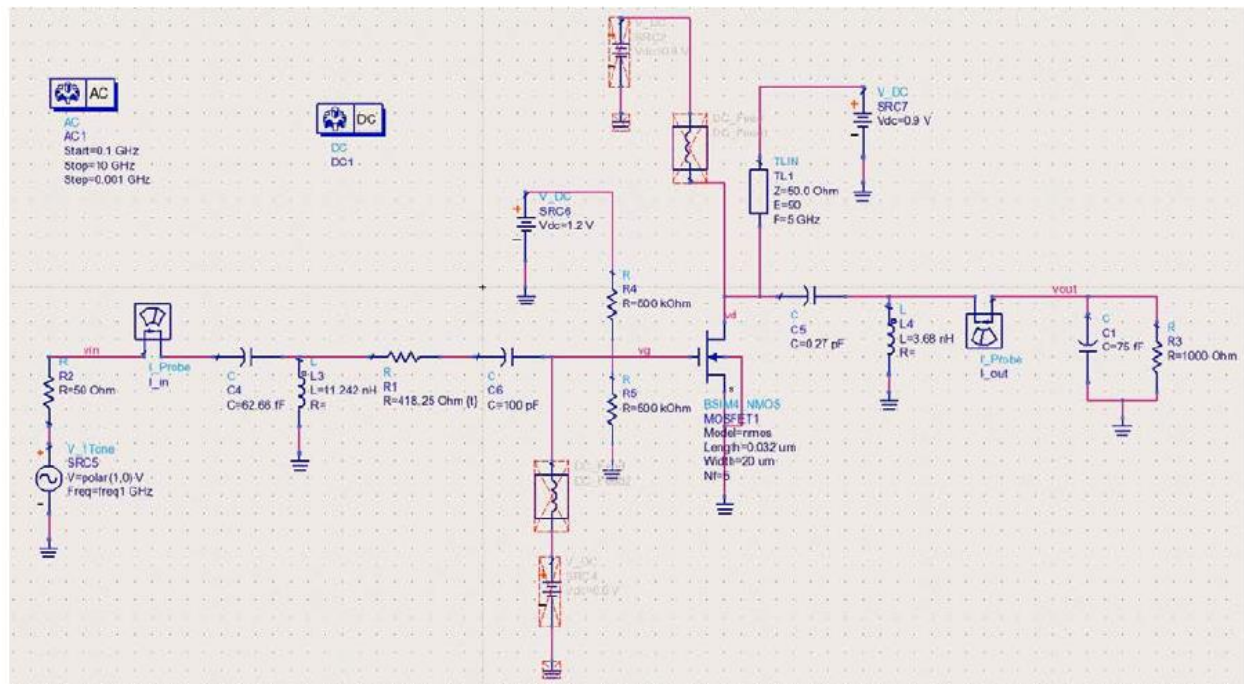 AC
AC
AC1
Start=0.1 GHz
Stop=10 GHz
Step=0.001 GHz
DC
DC
DC1
V_DC
SRC2
V_DC
SRC7
Vdc=0.9 V
TLIN
TL1
Z=50.0 Ohm
E=90
F=5 GHz
V_DC
SRC6
Vdc=1.2 V
R
R4
R=500 kOhm
vin
R
R2
R=50 Ohm
I_Probe
I_in
C
C4
C=62.66 fF
L
L3
L=11.242 nH
R=
R
R1
R=418.25 Ohm {t}
C
C6
C=100 pF
vg
R
R5
R=500 kOhm
vd
s
BSIM4_NMOS
MOSFET1
Model=nmos
Length=0.032 um
Width=20 um
Nf=5
C
C5
C=0.27 pF
L
L4
L=3.68 nH
R=
I_Probe
I_out
vout
C
C1
C=75 fF
R
R3
R=1000 Ohm
V_1Tone
SRC5
V=polar(1,0) V
Freq=freq1 GHz
V_DC
SRC4